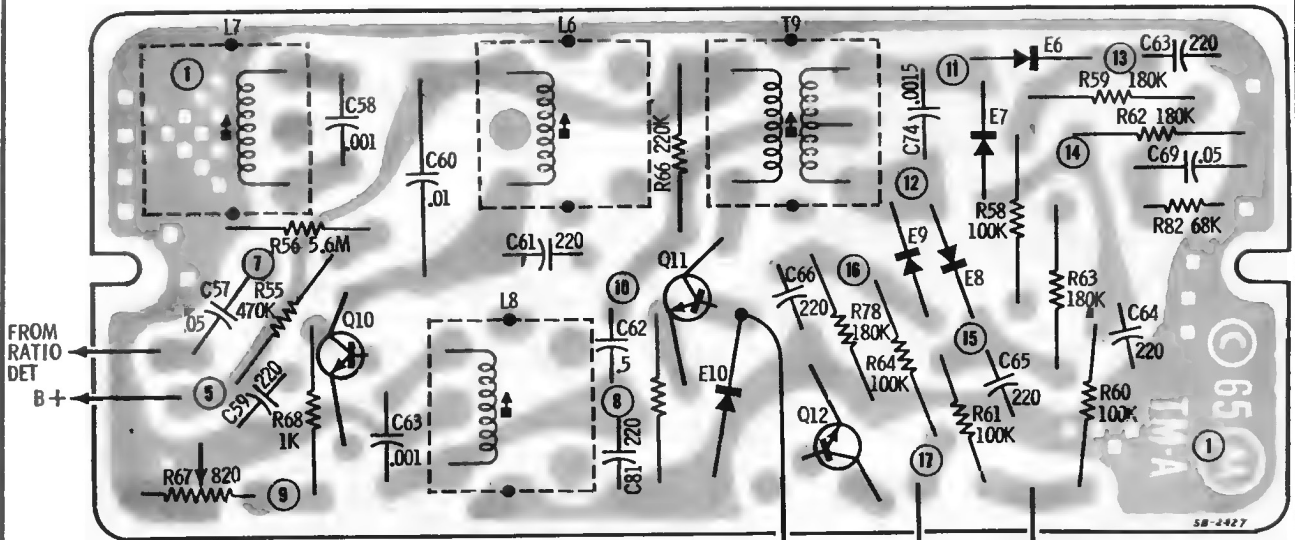 L7
L6
T9
1
C58
.001
C60
.01
R66 220K
C74 .0015
11
E6
13
C63 220
R59 180K
E7
R62 180K
14
C69 .05
12
R58
100K
R82 68K
R56 5.6M
C61 220
7
C57
.05
R55
470K
Q10
L8
10
C62
.5
Q11
C66
220
16
R78
180K
E9
E8
R63
180K
C64
220
FROM
RATIO
DET
B+
5
C59 220
R68
1K
C63
.001
8
220
C81
E10
Q12
R64
100K
15
C65
220
R61
100K
R60
100K
© 65
TM-A
R67 820
9
17
1
SB-2427